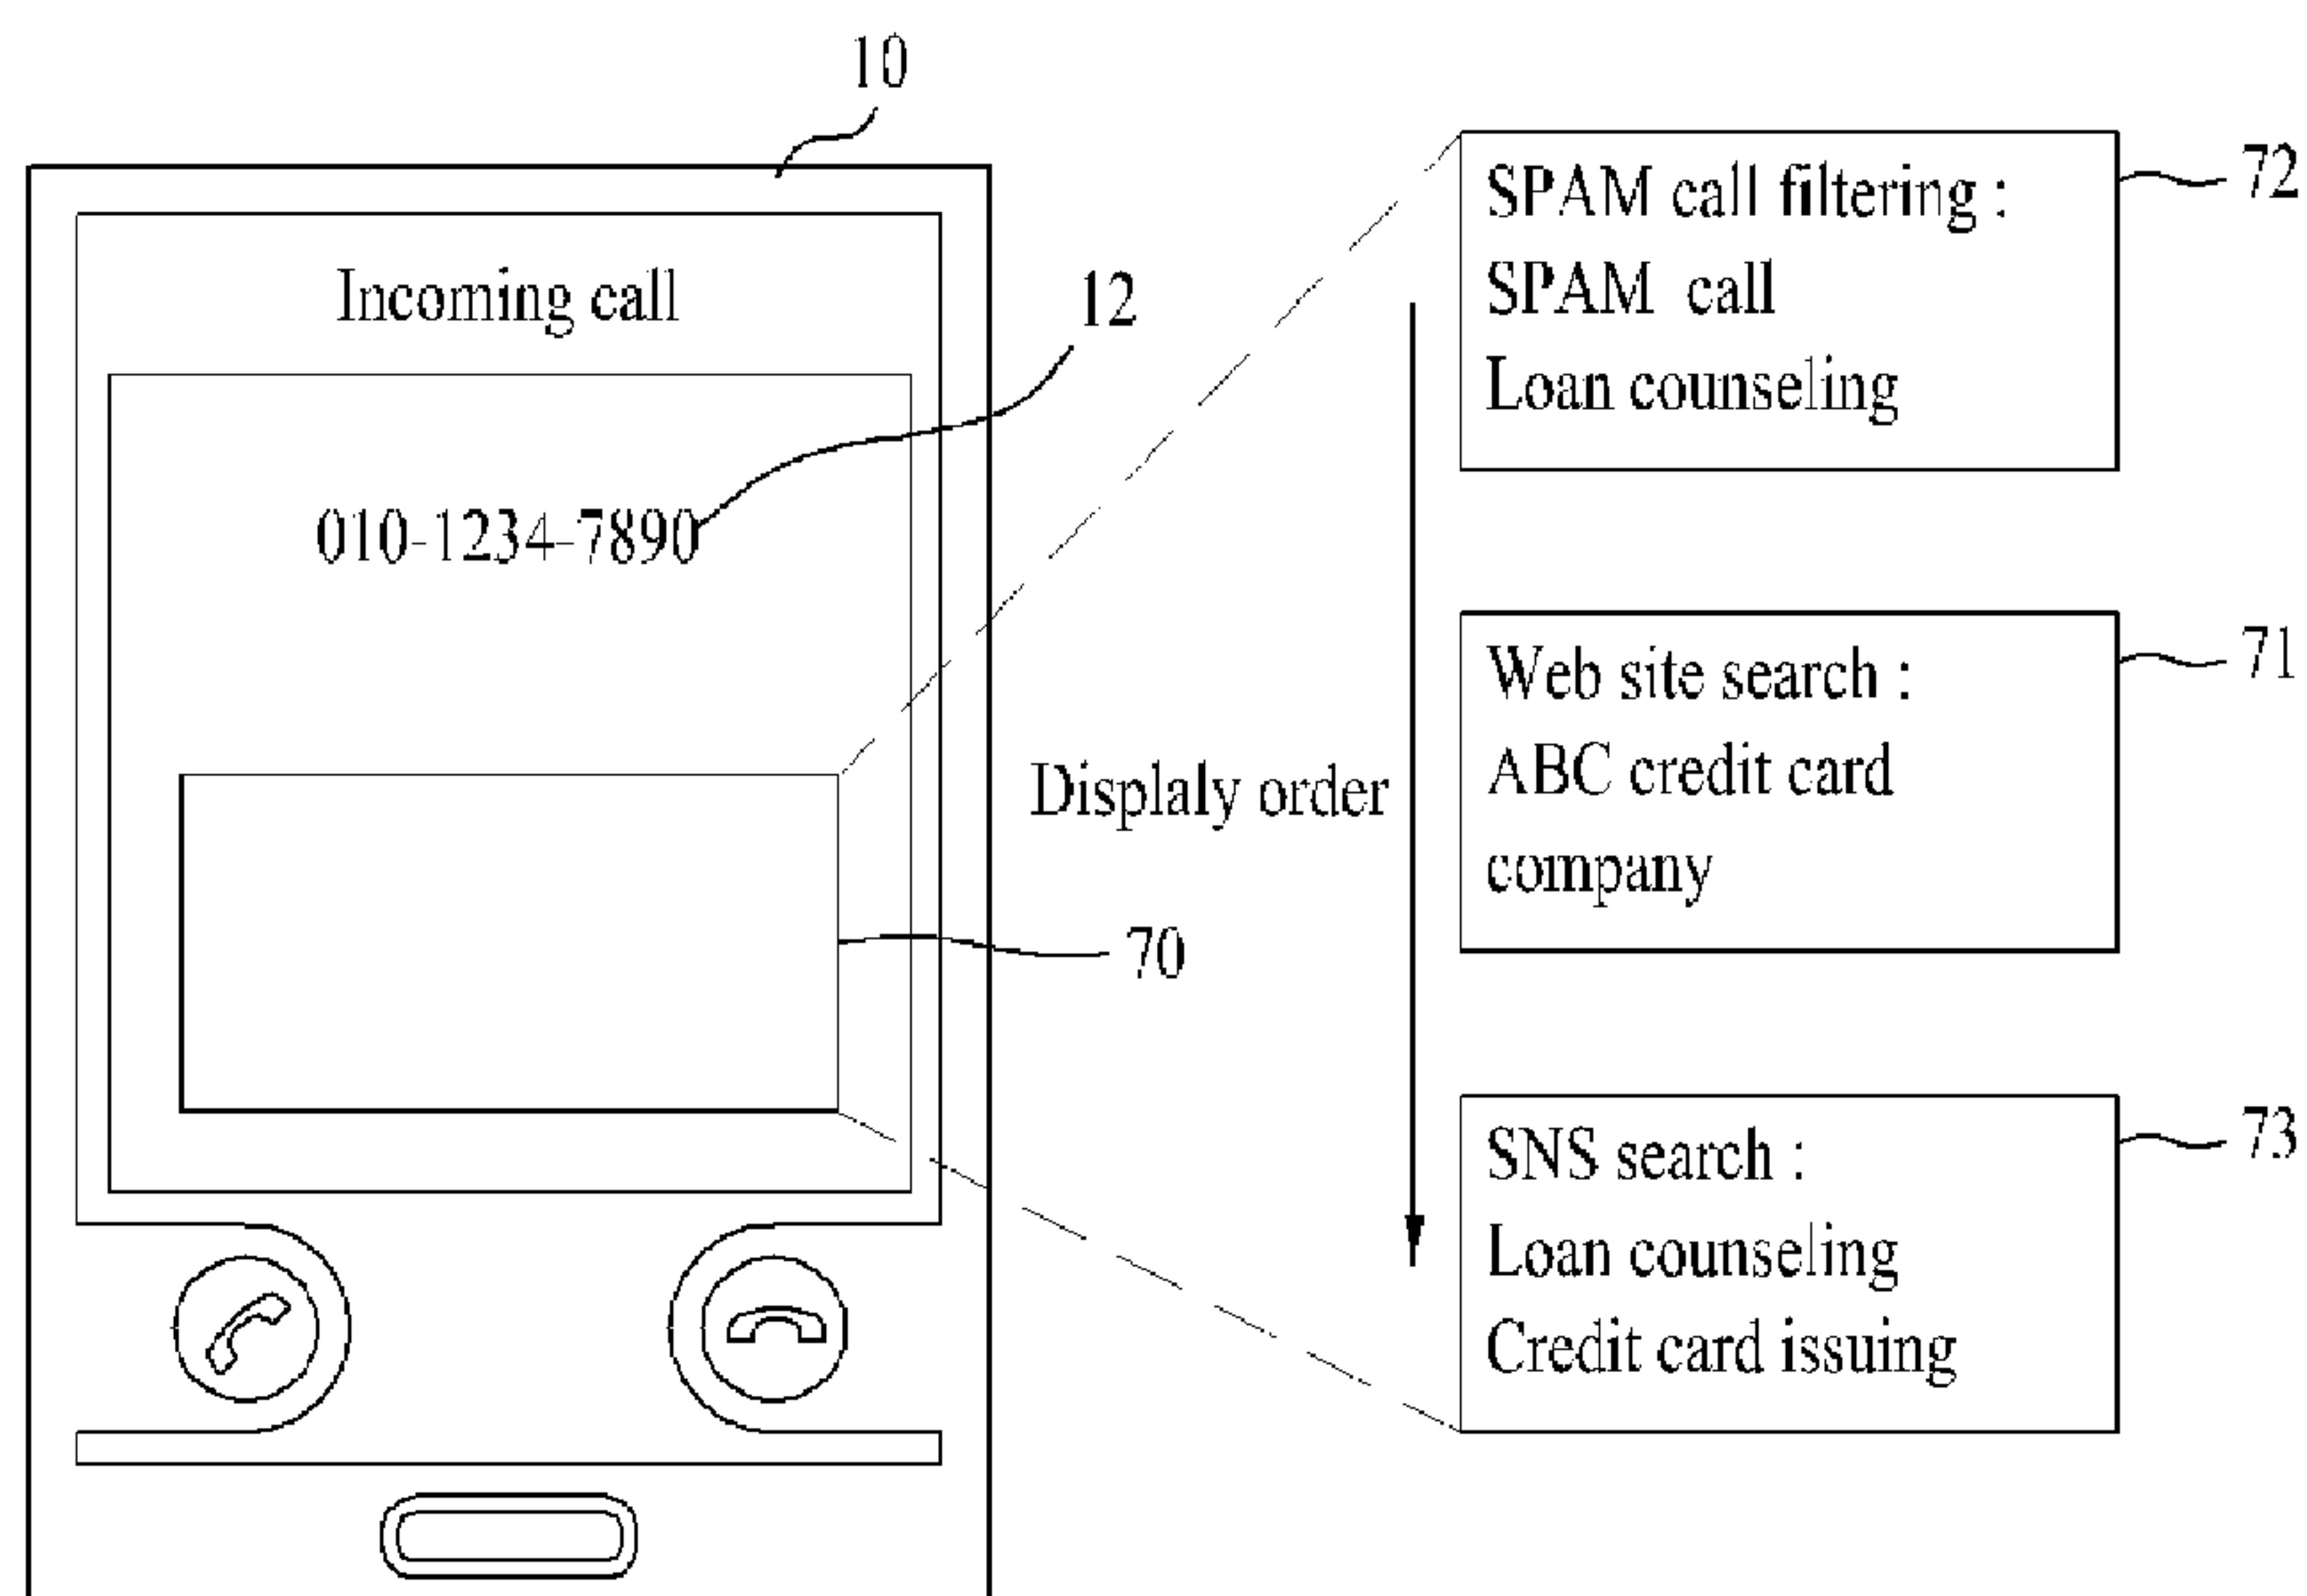 10
Incoming call
12
010-1234-7890
70
Displaly order
SPAM call filtering :
SPAM call
Loan counseling
72
Web site search :
ABC credit card
company
71
SNS search :
Loan counseling
Credit card issuing
73